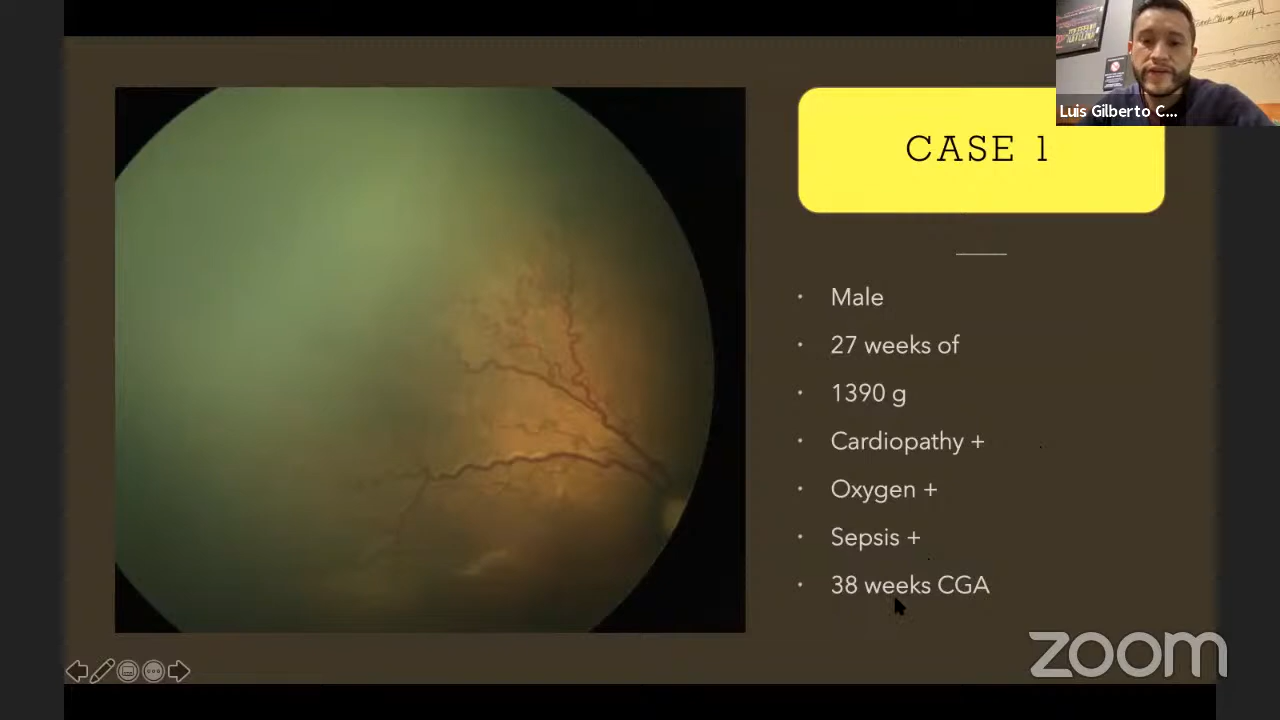 Luis Gilberto C...
CASE 1
Male
27 weeks of
1390 g
Cardiopathy +
Oxygen +
Sepsis +
38 weeks CGA
zoom